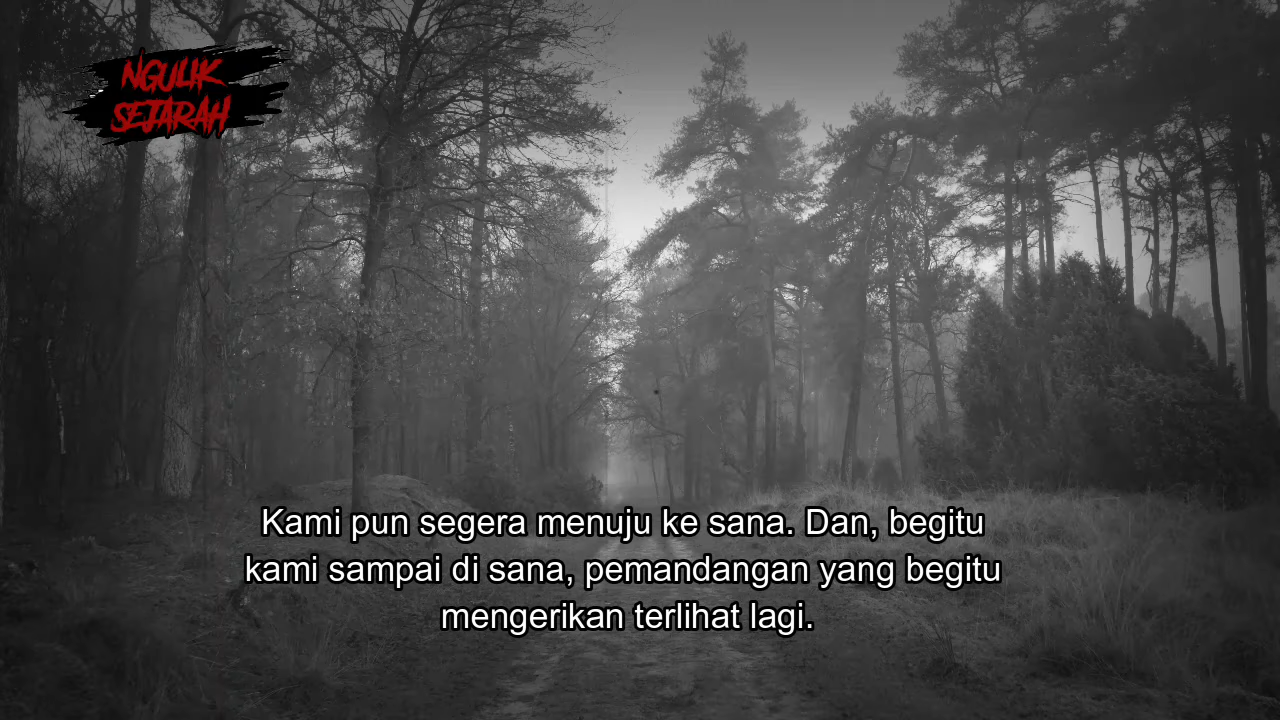 NGULIK
SEJARAH
Kami pun segera menuju ke sana. Dan, begitu
kami sampai di sana, pemandangan yang begitu
mengerikan terlihat lagi.